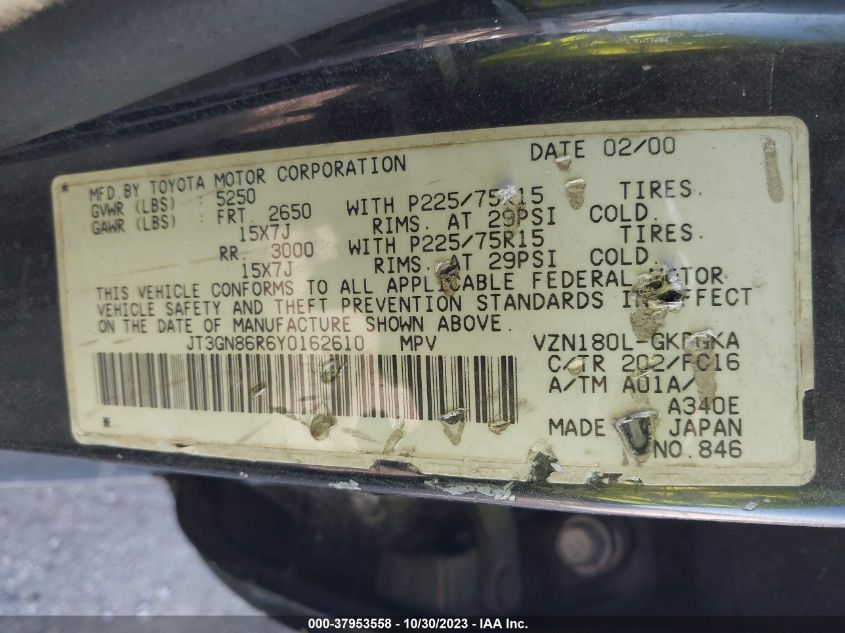 MFD.BY TOYOTA MOTOR CORPORATION DATE 02/00
GVWR (LBS) : 5250
GAWR (LBS) : FRT. 2650 WITH P225/75R15 TIRES.
15X7J RIMS. AT 29PSI COLD.
RR. 3000 WITH P225/75R15 TIRES.
15X7J RIMS. AT 29PSI COLD.
THIS VEHICLE CONFORMS TO ALL APPLICABLE FEDERAL MOTOR
VEHICLE SAFETY AND THEFT PREVENTION STANDARDS IN EFFECT
ON THE DATE OF MANUFACTURE SHOWN ABOVE.
JT3GN86R6Y0162610 MPV VZN180L-
C/TR 202/FC16
A/TM A01A/
A340E
MADE JAPAN
NO.846
000-37953558 - 10/30/2023 - IAA Inc.